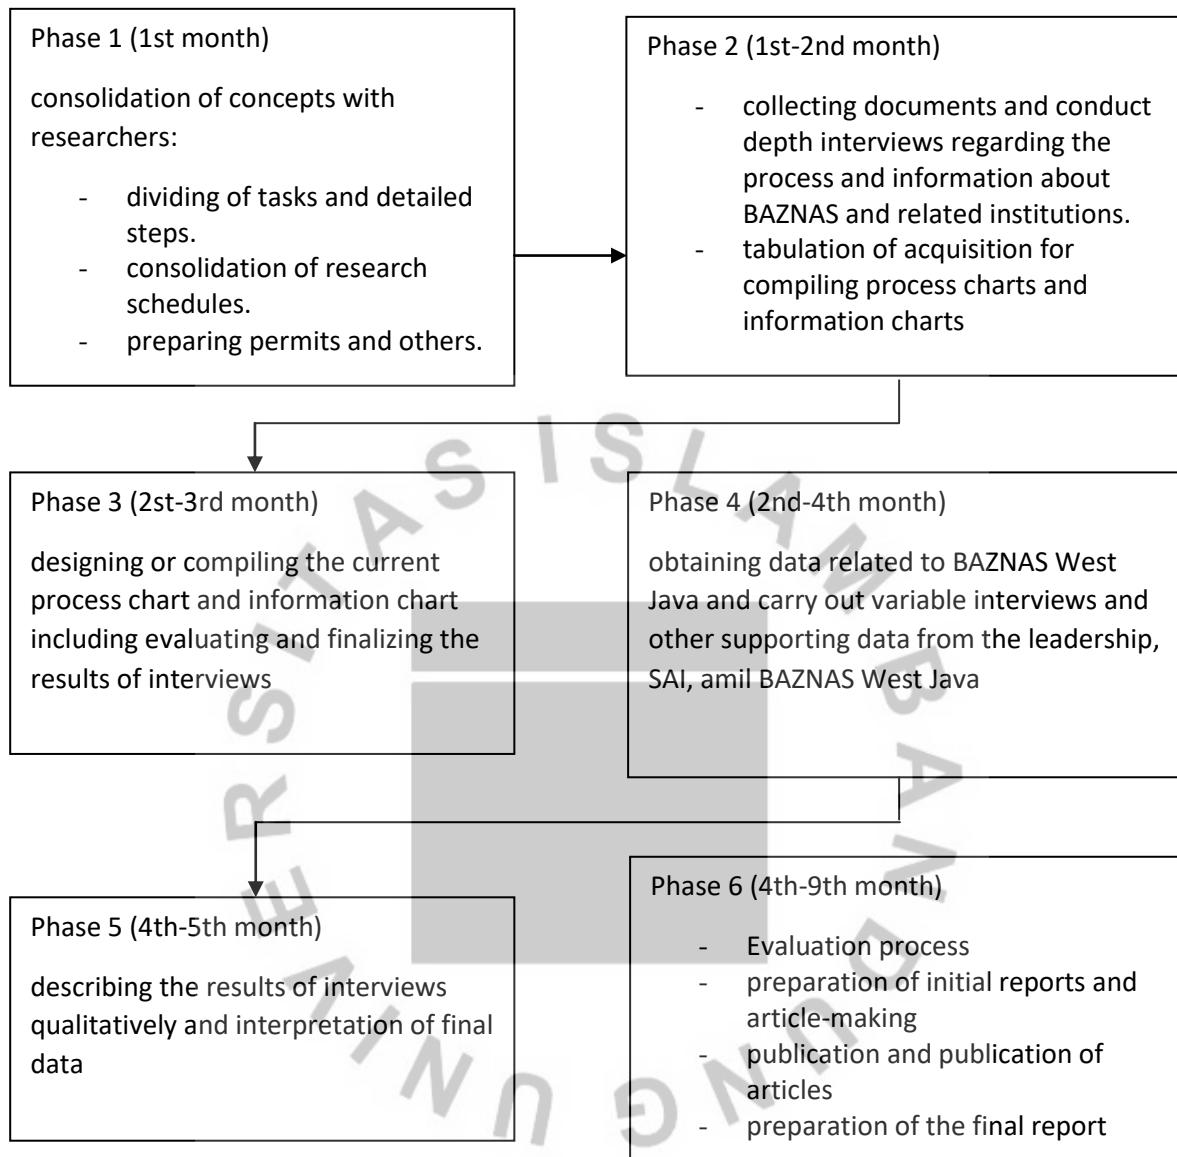 Phase 1 (1st month)
consolidation of concepts with
researchers:
- dividing of tasks and detailed
steps.
- consolidation of research
schedules.
- preparing permits and others.
Phase 2 (1st-2nd month)
- collecting documents and conduct
depth interviews regarding the
process and information about
BAZNAS and related institutions.
- tabulation of acquisition for
compiling process charts and
information charts
Phase 3 (2st-3rd month)
designing or compiling the current
process chart and information chart
including evaluating and finalizing the
results of interviews
Phase 4 (2nd-4th month)
obtaining data related to BAZNAS West
Java and carry out variable interviews and
other supporting data from the leadership,
SAI, amil BAZNAS West Java
Phase 5 (4th-5th month)
describing the results of interviews
qualitatively and interpretation of final
data
Phase 6 (4th-9th month)
- Evaluation process
- preparation of initial reports and
article-making
- publication and publication of
articles
- preparation of the final report
UNIVERSITAS ISLAM BANDUNG